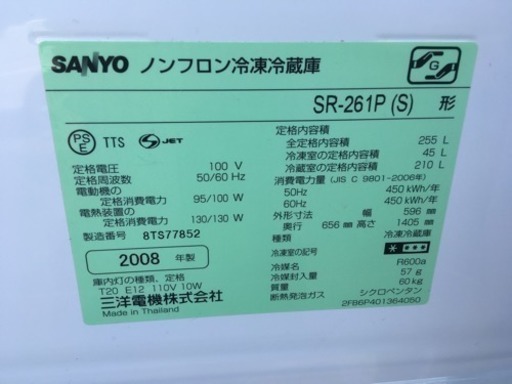 SANYO ノンフロン冷凍冷蔵庫
G
SR-261P (S) 形
PS E TTS S-JET
定格電圧 100 V
定格周波数 50/60 Hz
電動機の
定格消費電力 95/100 W
電熱装置の
定格消費電力 130/130 W
製造番号 8TS77852
2008 年製
庫内灯の種類、定格
T20 E12 110V 10W
三洋電機株式会社
Made in Thailand
定格内容積
全定格内容積 255 L
冷凍室の定格内容積 45 L
冷蔵室の定格内容積 210 L
消費電力量 (JIS C 9801-2006年)
50Hz 450 kWh/年
60Hz 450 kWh/年
外形寸法 幅 596 mm
奥行 656 mm 高さ 1405 mm
種類 冷凍冷蔵庫
冷凍室の記号 * ***
冷媒名 R600a
冷媒封入量 57 g
質量 60 kg
断熱発泡ガス シクロペンタン
2FB6P401364050